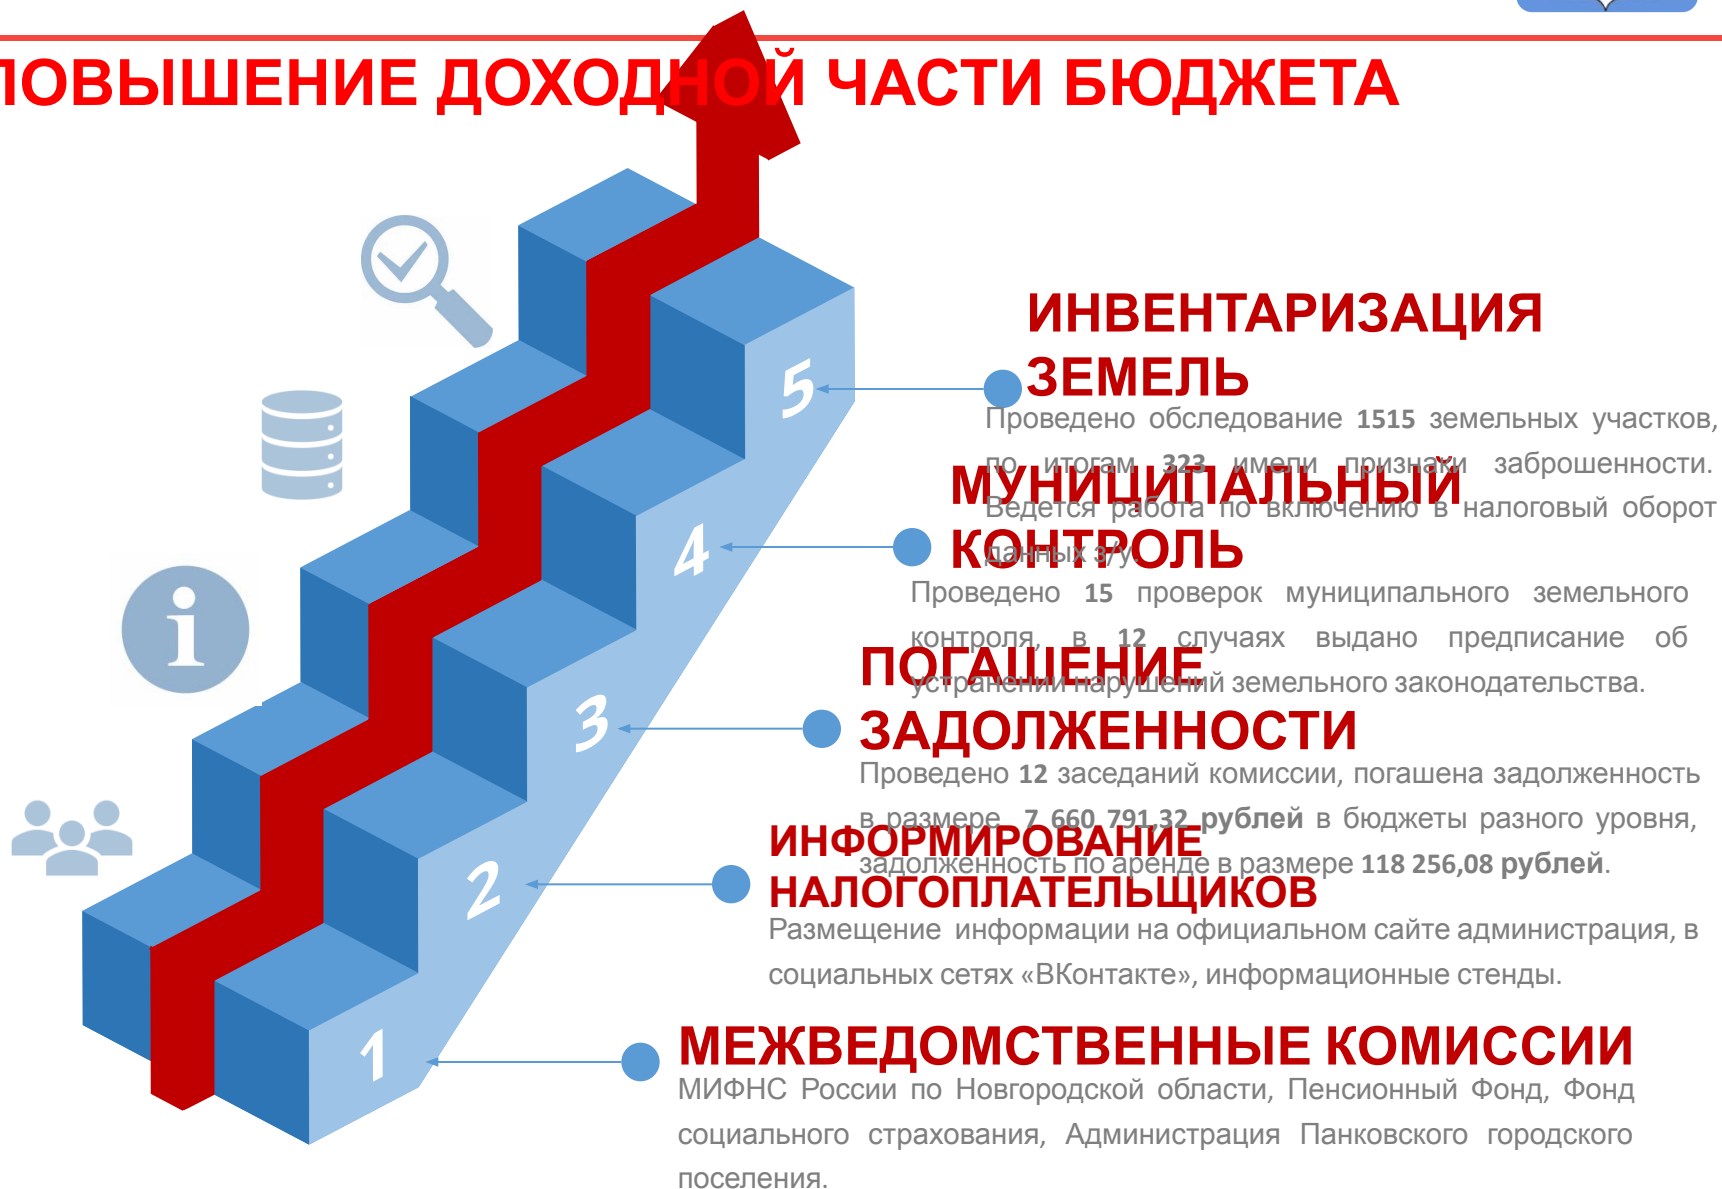 ПОВЫШЕНИЕ ДОХОДНОЙ ЧАСТИ БЮДЖЕТА
5
ИНВЕНТАРИЗАЦИЯ
ЗЕМЕЛЬ
Проведено обследование 1515 земельных участков,
по итогам 323 имели признаки заброшенности.
Ведется работа по включению в налоговый оборот
данных з/у.
4
МУНИЦИПАЛЬНЫЙ
КОНТРОЛЬ
Проведено 15 проверок муниципального земельного
контроля, в 12 случаях выдано предписание об
устранении нарушений земельного законодательства.
3
ПОГАШЕНИЕ
ЗАДОЛЖЕННОСТИ
Проведено 12 заседаний комиссии, погашена задолженность
в размере 7 660 791,32 рублей в бюджеты разного уровня,
задолженность по аренде в размере 118 256,08 рублей.
2
ИНФОРМИРОВАНИЕ
НАЛОГОПЛАТЕЛЬЩИКОВ
Размещение информации на официальном сайте администрация, в
социальных сетях «ВКонтакте», информационные стенды.
1
МЕЖВЕДОМСТВЕННЫЕ КОМИССИИ
МИФНС России по Новгородской области, Пенсионный Фонд, Фонд
социального страхования, Администрация Панковского городского
поселения.